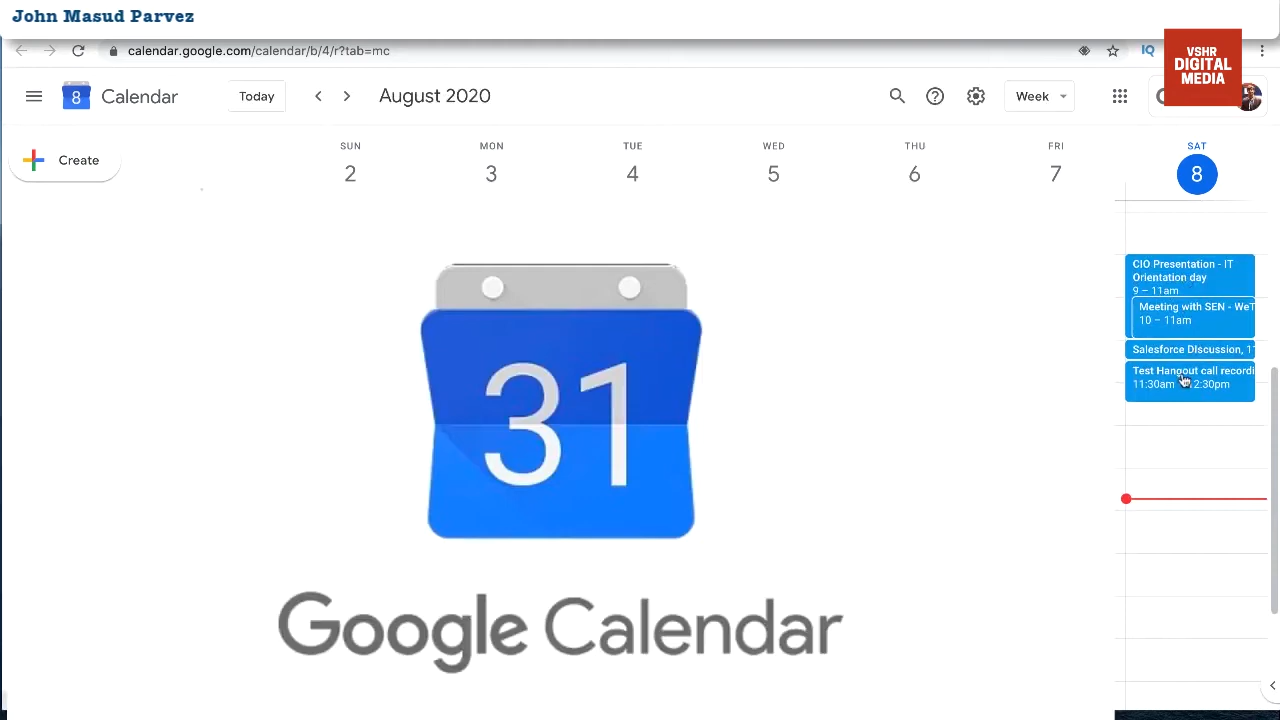 John Masud Parvez
calendar.google.com/calendar/b/4/r?tab=mc
IQ
VSHR
DIGITAL
MEDIA
8
Calendar
Today
August 2020
Week
Create
SUN
MON
TUE
WED
THU
FRI
SAT
2
3
4
5
6
7
8
CIO Presentation - IT
Orientation day
9 – 11am
Meeting with SEN - WeT
10 – 11am
Salesforce DIscussion, 11
Test Hangout call recordi
11:30am 2:30pm
31
Google Calendar